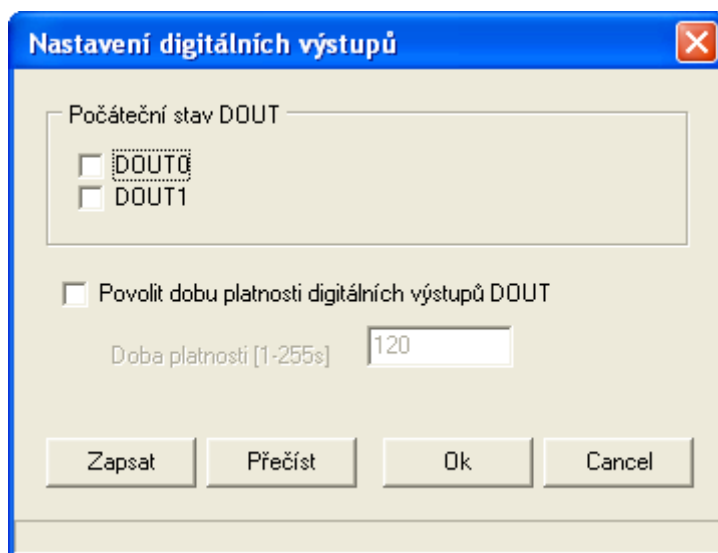 Nastavení digitálních výstupů
Počáteční stav DOUT
DOUT0
DOUT1
Povolit dobu platnosti digitálních výstupů DOUT
Doba platnosti [1-255s]
120
Zapsat
Přečíst
Ok
Cancel